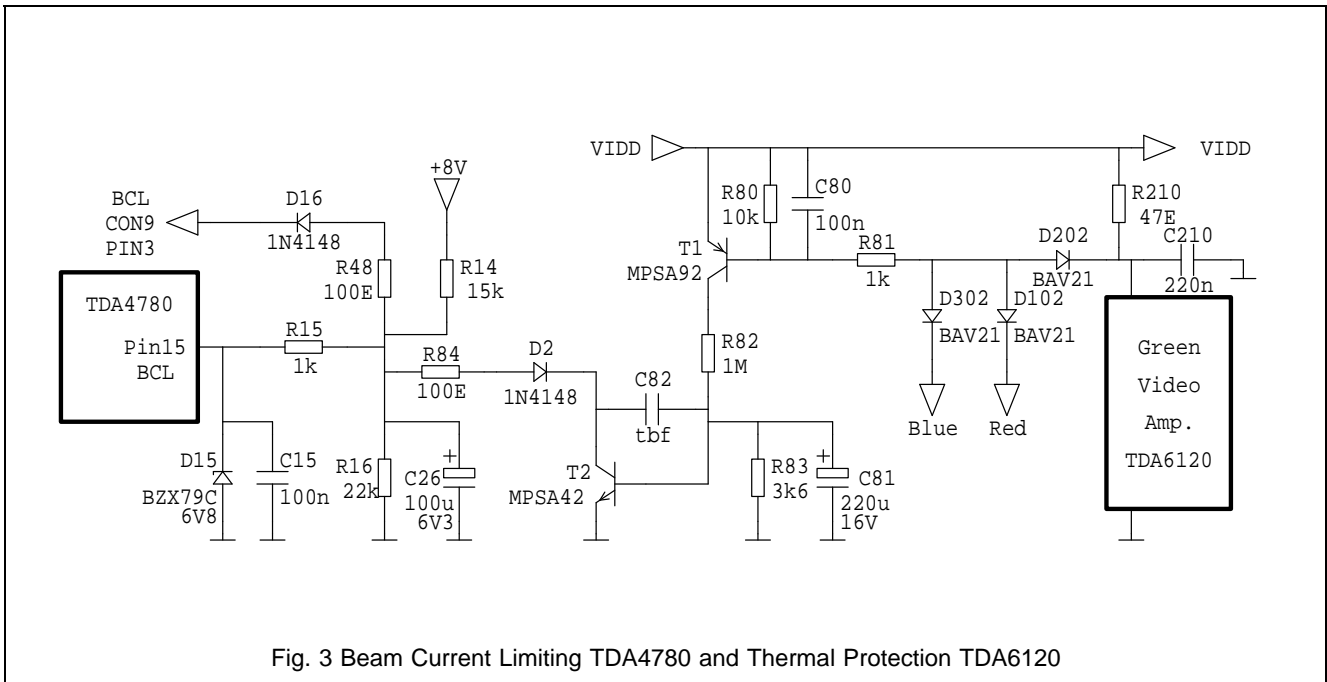 VIDD
VIDD
+8V
BCL
CON9
PIN3
D16
1N4148
R80
10k
C80
100n
R210
47E
T1
MPSA92
R81
1k
D202
BAV21
C210
220n
R48
100E
R14
15k
TDA4780
Pin15
BCL
R15
1k
D302
BAV21
D102
BAV21
R82
1M
Green
Video
Amp.
TDA6120
R84
100E
D2
1N4148
C82
tbf
Blue
Red
D15
BZX79C
6V8
C15
100n
R16
22k
C26
+
100u
6V3
T2
MPSA42
R83
3k6
+
C81
220u
16V
Fig. 3 Beam Current Limiting TDA4780 and Thermal Protection TDA6120